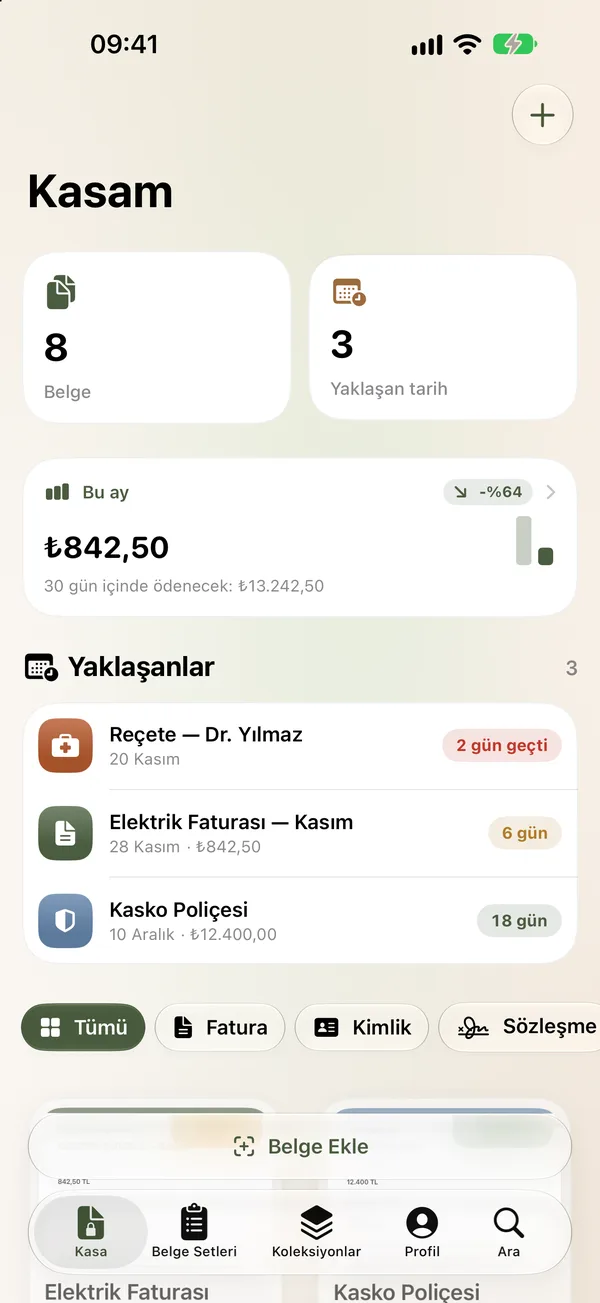 09:41
Kasam
8
Belge
3
Yaklaşan tarih
Bu ay
-%64
₺842,50
30 gün içinde ödenecek: ₺13.242,50
Yaklaşanlar
3
Reçete — Dr. Yılmaz
20 Kasım
2 gün geçti
Elektrik Faturası — Kasım
28 Kasım · ₺842,50
6 gün
Kasko Poliçesi
10 Aralık · ₺12.400,00
18 gün
Tümü
Fatura
Kimlik
Sözleşme
Belge Ekle
842,50 TL
12.400 TL
Kasa
Belge Setleri
Koleksiyonlar
Profil
Ara
Elektrik Faturası
Kasko Poliçesi